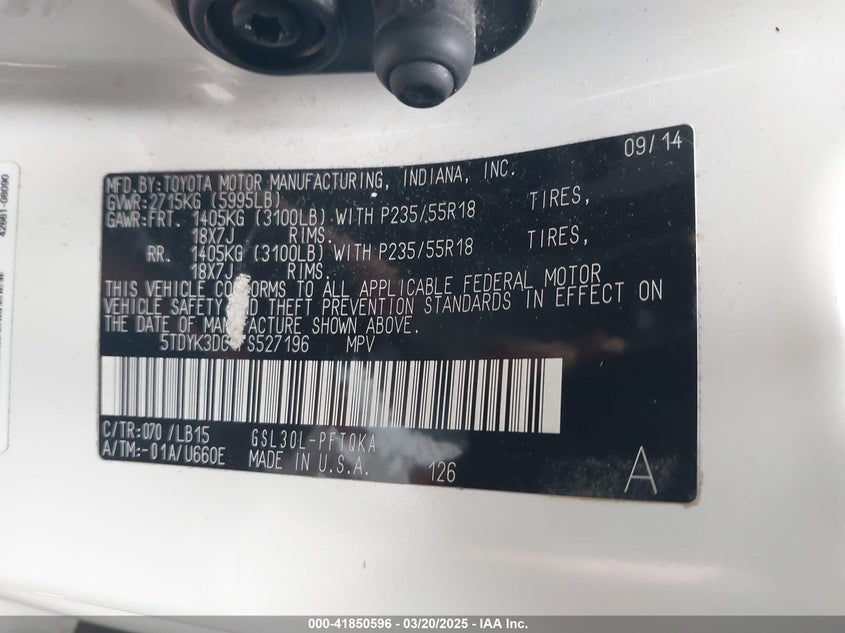 09/14
MFD. BY: TOYOTA MOTOR MANUFACTURING, INDIANA, INC.
GVWR: 2715KG (5995LB)
GAWR: FRT. 1405KG (3100LB) WITH P235/55R18 TIRES,
18X7J RIMS.
RR. 1405KG (3100LB) WITH P235/55R18 TIRES,
18X7J RIMS.
THIS VEHICLE CONFORMS TO ALL APPLICABLE FEDERAL MOTOR
VEHICLE SAFETY AND THEFT PREVENTION STANDARDS IN EFFECT ON
THE DATE OF MANUFACTURE SHOWN ABOVE.
MPV
C/TR: 070 /LB15 GSL30L-PFTQKA
A/TM: -01A/U660E MADE IN U.S.A. 126
A
42661-08090
000-41850596 - 03/20/2025 - IAA Inc.